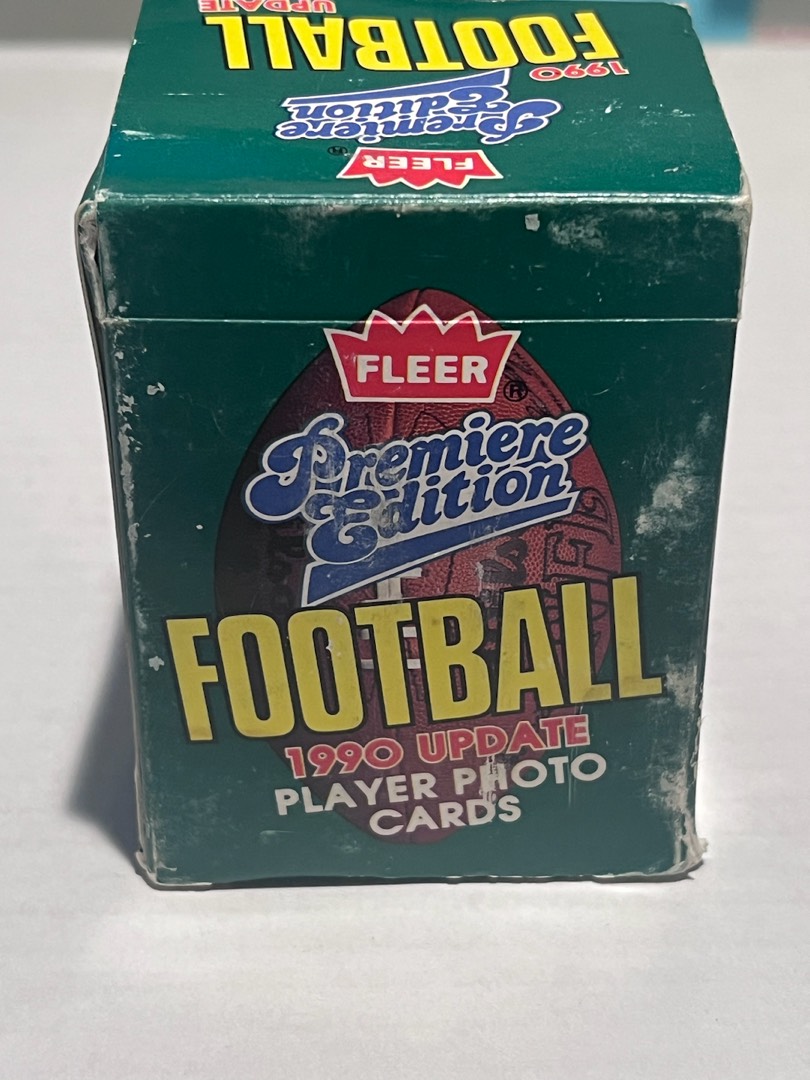 UPDATE
FOOTBALL
1990
Premiere
Edition
FLEER
®
FLEER
®
Premiere
Edition
FOOTBALL
1990 UPDATE
PLAYER PHOTO
CARDS